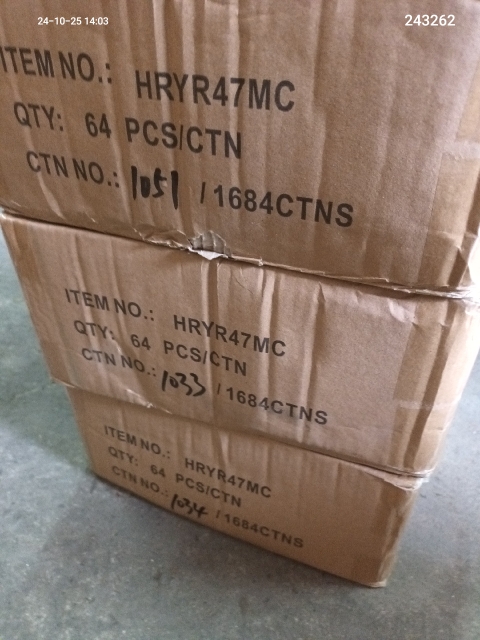 24-10-25 14:03
243262
ITEM NO.: HRYR47MC
QTY: 64 PCS/CTN
CTN NO.: 1051 /1684CTNS
ITEM NO.: HRYR47MC
QTY: 64 PCS/CTN
CTN NO.: 1033 /1684CTNS
ITEM NO.: HRYR47MC
QTY: 64 PCS/CTN
CTN NO.: 1034 /1684CTNS